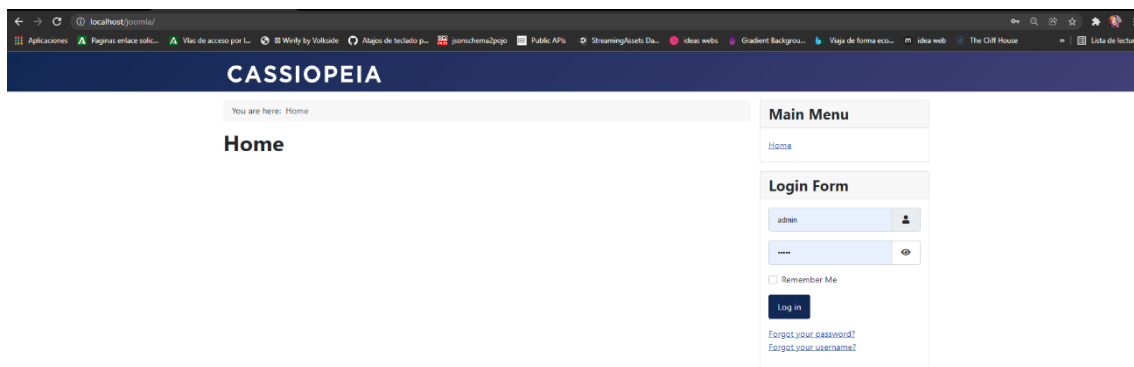 localhost/joomla/
Aplicaciones Paginas enlace solic... Vlas de acceso por l... Wirify by Volkside Atajos de teclado p... jsonschema2pojo Public APIs StreamingAssets Da... ideas webs Gradient Backgrou... Viaja de forma eco... idea web The Cliff House » Lista de lectur
CASSIOPEIA
You are here: Home
Home
Main Menu
Home
Login Form
admin
•••••
Remember Me
Log in
Forgot your password?
Forgot your username?